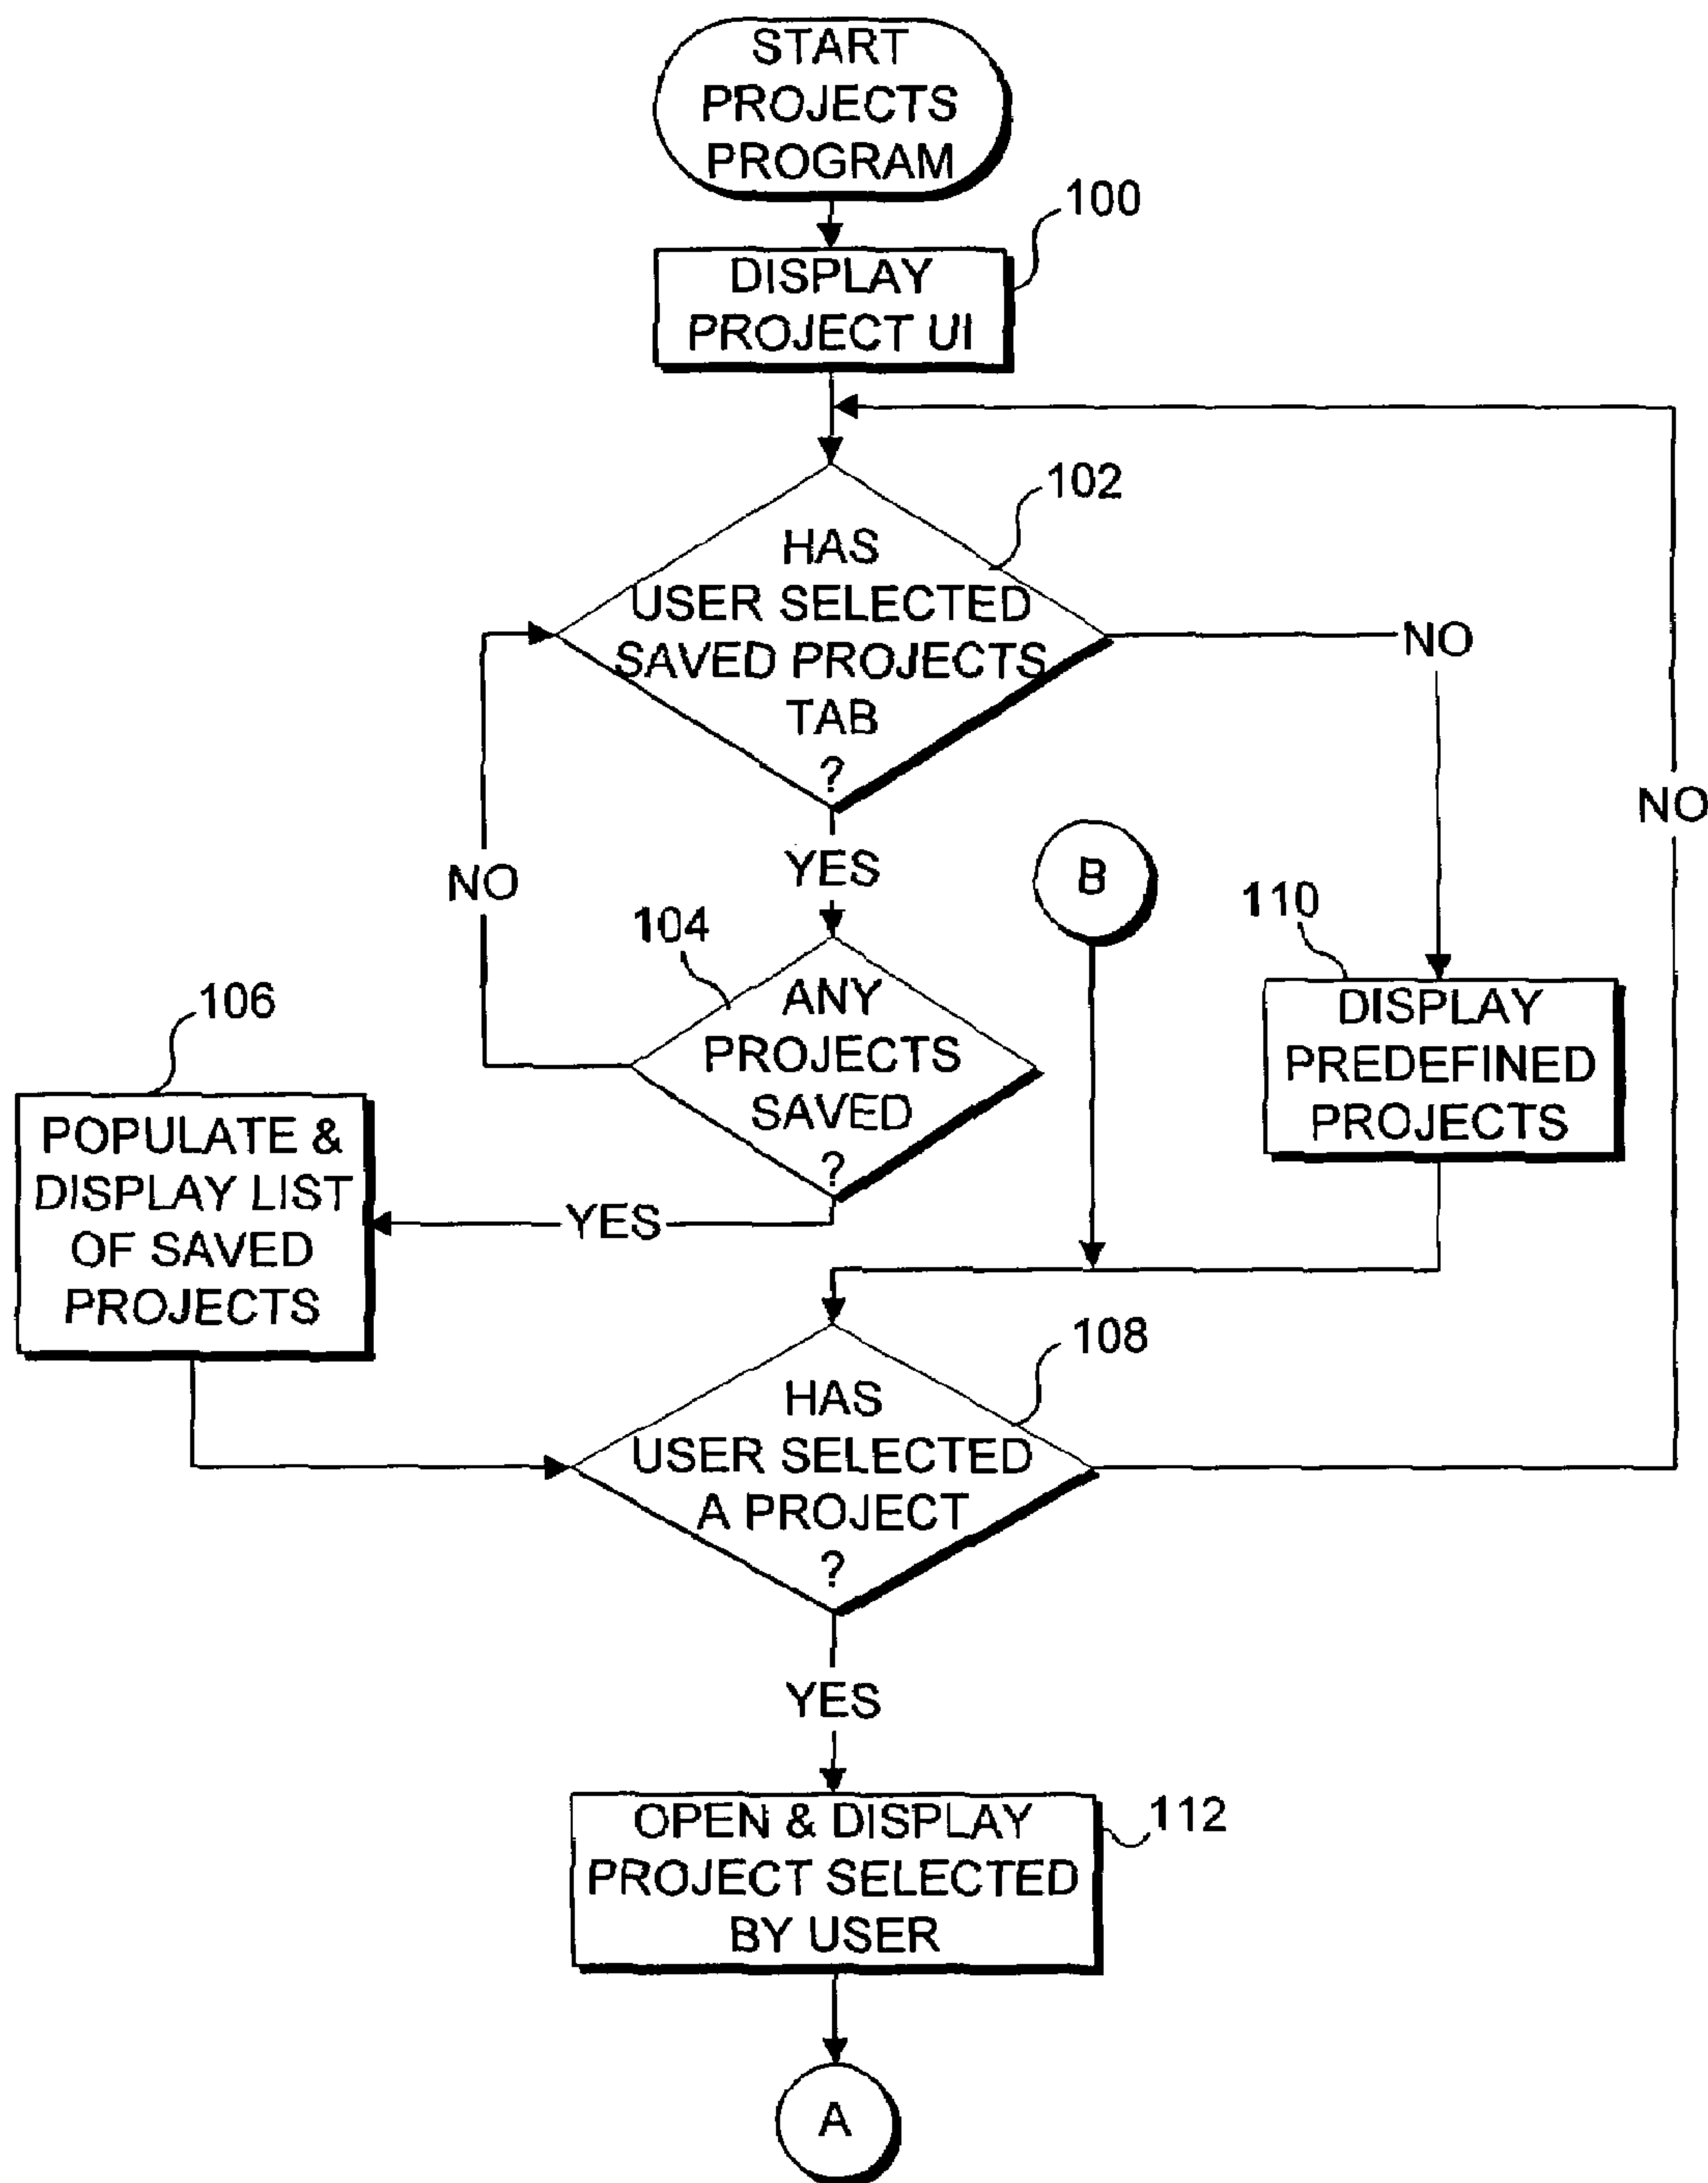 START
PROJECTS
PROGRAM
100
DISPLAY
PROJECT UI
102
HAS
USER SELECTED
SAVED PROJECTS
TAB
?
NO
NO
YES
NO
B
104
110
ANY
PROJECTS
SAVED
?
106
DISPLAY
PREDEFINED
PROJECTS
POPULATE &
DISPLAY LIST
OF SAVED
PROJECTS
YES
108
HAS
USER SELECTED
A PROJECT
?
YES
OPEN & DISPLAY
PROJECT SELECTED
BY USER
112
A